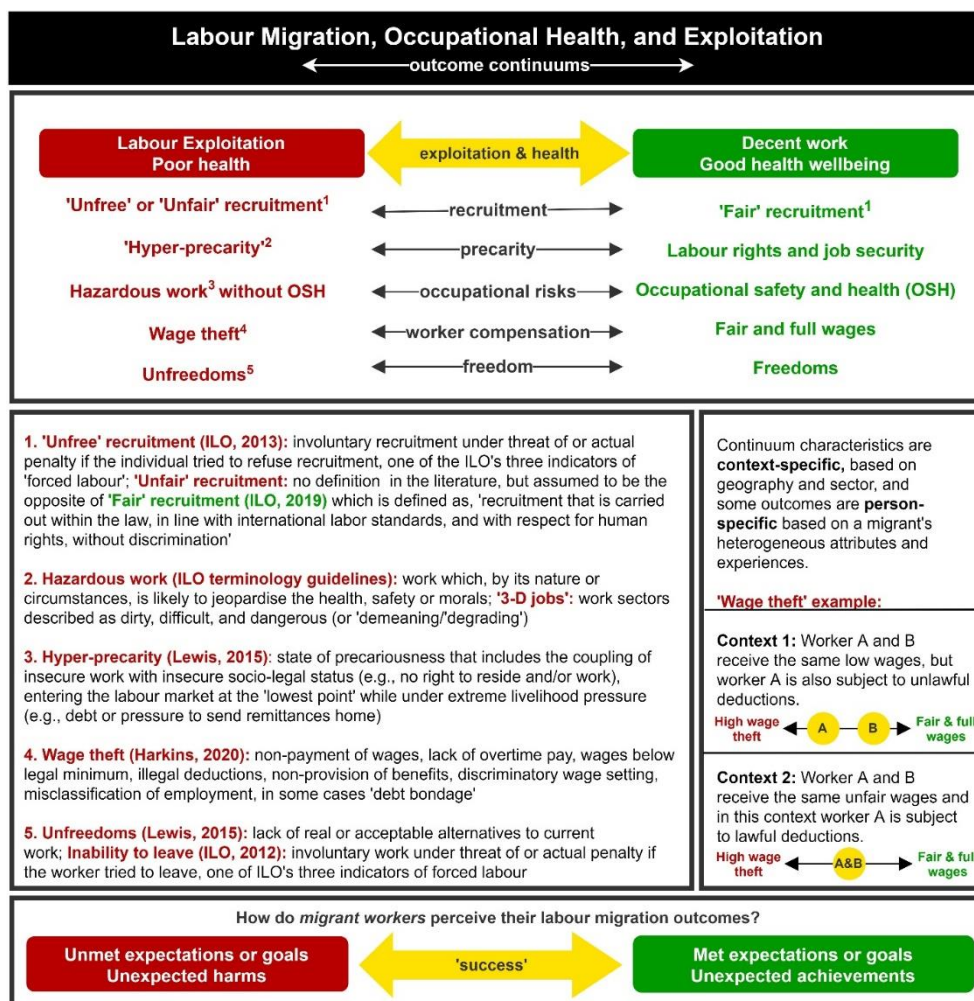 Labour Migration, Occupational Health, and Exploitation
outcome continuums
Labour Exploitation
Poor health
exploitation & health
Decent work
Good health wellbeing
'Unfree' or 'Unfair' recruitment1
recruitment
'Fair' recruitment1
'Hyper-precarity'2
precarity
Labour rights and job security
Hazardous work3 without OSH
occupational risks
Occupational safety and health (OSH)
Wage theft4
worker compensation
Fair and full wages
Unfreedoms5
freedom
Freedoms
1. 'Unfree' recruitment (ILO, 2013): involuntary recruitment under threat of or actual
penalty if the individual tried to refuse recruitment, one of the ILO's three indicators of
'forced labour'; 'Unfair' recruitment: no definition in the literature, but assumed to be the
opposite of 'Fair' recruitment (ILO, 2019) which is defined as, 'recruitment that is carried
out within the law, in line with international labor standards, and with respect for human
rights, without discrimination'
2. Hazardous work (ILO terminology guidelines): work which, by its nature or
circumstances, is likely to jeopardise the health, safety or morals; '3-D jobs': work sectors
described as dirty, difficult, and dangerous (or 'demeaning/'degrading')
3. Hyper-precarity (Lewis, 2015): state of precariousness that includes the coupling of
insecure work with insecure socio-legal status (e.g., no right to reside and/or work),
entering the labour market at the 'lowest point' while under extreme livelihood pressure
(e.g., debt or pressure to send remittances home)
4. Wage theft (Harkins, 2020): non-payment of wages, lack of overtime pay, wages below
legal minimum, illegal deductions, non-provision of benefits, discriminatory wage setting,
misclassification of employment, in some cases 'debt bondage'
5. Unfreedoms (Lewis, 2015): lack of real or acceptable alternatives to current
work; Inability to leave (ILO, 2012): involuntary work under threat of or actual penalty if
the worker tried to leave, one of ILO's three indicators of forced labour
Continuum characteristics are
context-specific, based on
geography and sector, and
some outcomes are person-
specific based on a migrant's
heterogeneous attributes and
experiences.
'Wage theft' example:
Context 1: Worker A and B
receive the same low wages, but
worker A is also subject to unlawful
deductions.
High wage
theft
A
B
Fair & full
wages
Context 2: Worker A and B
receive the same unfair wages and
in this context worker A is subject
to lawful deductions.
High wage
theft
A&B
Fair & full
wages
How do migrant workers perceive their labour migration outcomes?
Unmet expectations or goals
Unexpected harms
'success'
Met expectations or goals
Unexpected achievements